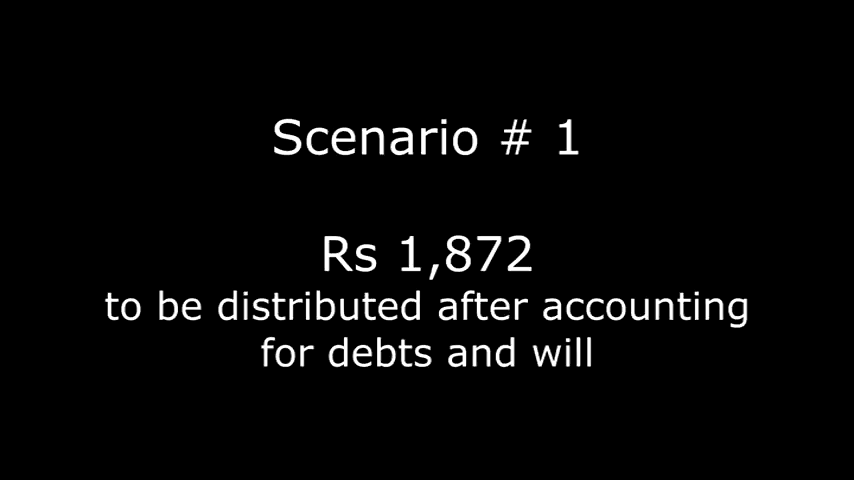 Scenario # 1
Rs 1,872
to be distributed after accounting
for debts and will